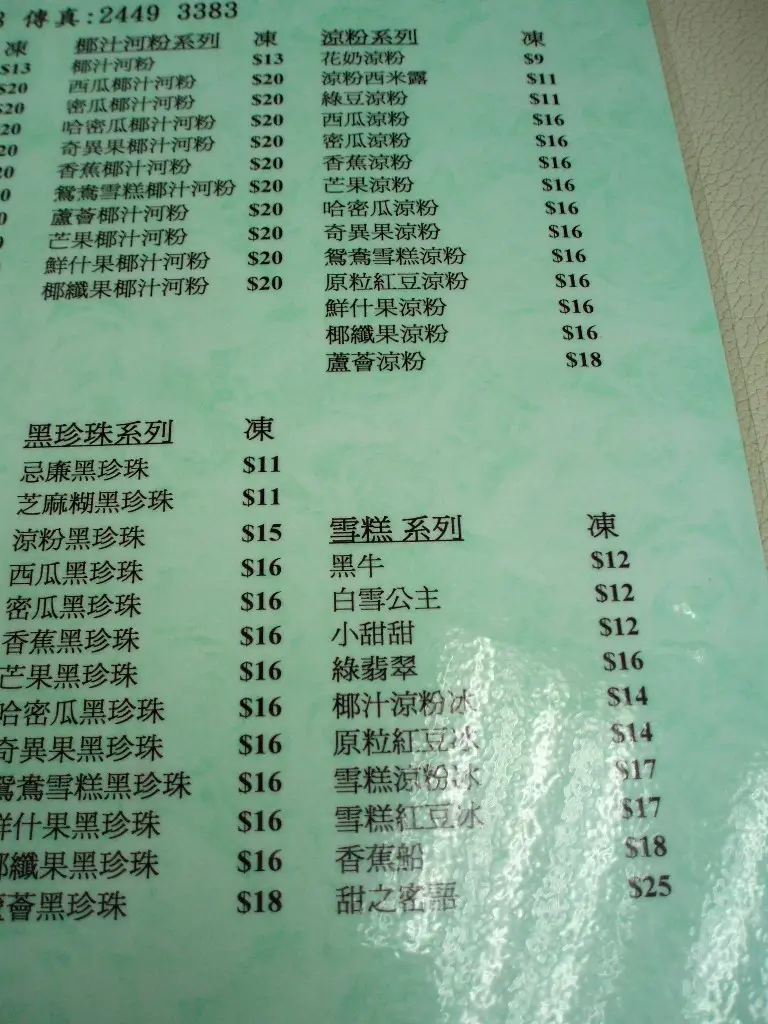 傳真:2449 3383
凍
$13
$20
$20
椰汁河粉系列 凍
椰汁河粉 $13
西瓜椰汁河粉 $20
密瓜椰汁河粉 $20
哈密瓜椰汁河粉 $20
奇異果椰汁河粉 $20
香蕉椰汁河粉 $20
鴛鴦雪糕椰汁河粉 $20
蘆薈椰汁河粉 $20
芒果椰汁河粉 $20
鮮什果椰汁河粉 $20
椰纖果椰汁河粉 $20
涼粉系列 凍
花奶涼粉 $9
涼粉西米露 $11
綠豆涼粉 $11
西瓜涼粉 $16
密瓜涼粉 $16
香蕉涼粉 $16
芒果涼粉 $16
哈密瓜涼粉 $16
奇異果涼粉 $16
鴛鴦雪糕涼粉 $16
原粒紅豆涼粉 $16
鮮什果涼粉 $16
椰纖果涼粉 $16
蘆薈涼粉 $18
黑珍珠系列 凍
忌廉黑珍珠 $11
芝麻糊黑珍珠 $11
涼粉黑珍珠 $15
西瓜黑珍珠 $16
密瓜黑珍珠 $16
香蕉黑珍珠 $16
芒果黑珍珠 $16
哈密瓜黑珍珠 $16
奇異果黑珍珠 $16
鴛鴦雪糕黑珍珠 $16
鮮什果黑珍珠 $16
椰纖果黑珍珠 $16
蘆薈黑珍珠 $18
雪糕 系列 凍
黑牛 $12
白雪公主 $12
小甜甜 $12
綠翡翠 $16
椰汁涼粉冰 $14
原粒紅豆冰 $14
雪糕涼粉冰 $17
雪糕紅豆冰 $17
香蕉船 $18
甜之密語 $25